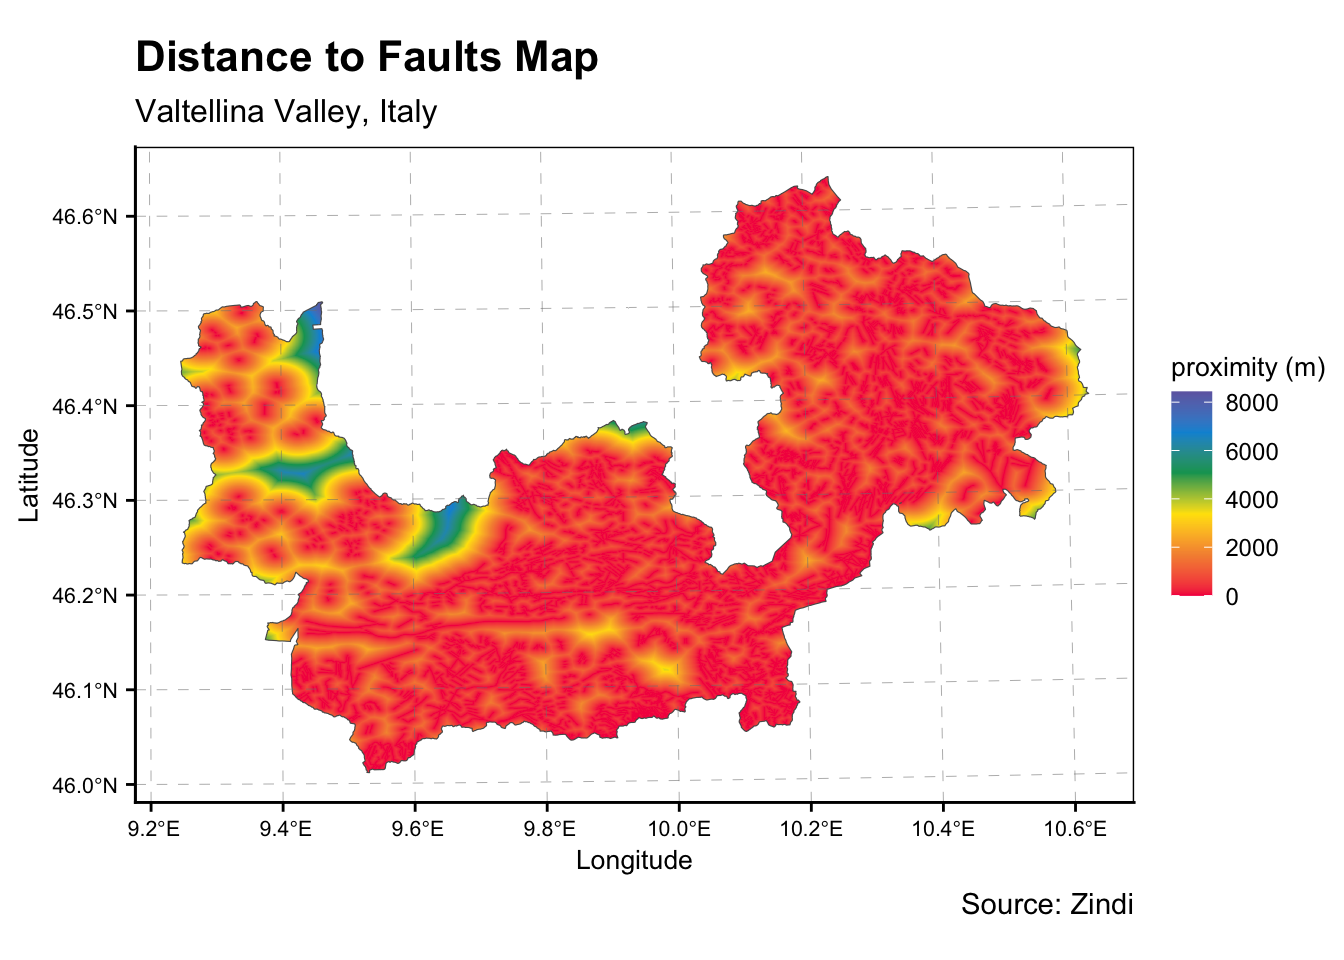 Distance to Faults Map
Valtellina Valley, Italy
46.6°N
46.5°N
46.4°N
46.3°N
46.2°N
46.1°N
46.0°N
Latitude
9.2°E 9.4°E 9.6°E 9.8°E 10.0°E 10.2°E 10.4°E 10.6°E
Longitude
proximity (m)
8000
6000
4000
2000
0
Source: Zindi